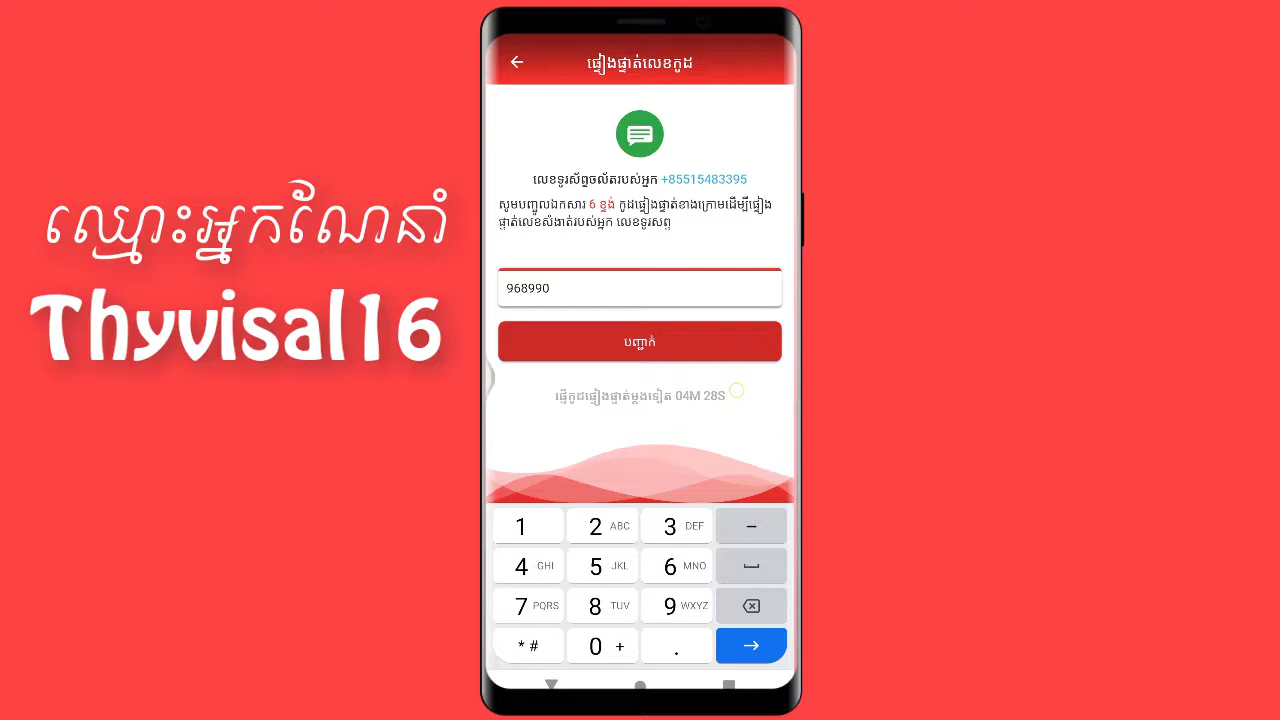 ឈ្មោះអ្នកណែនាំ
Thyvisal16
ផ្ទៀងផ្ទាត់លេខកូដ
លេខទូរស័ព្ទចល័តរបស់អ្នក +85515483395
សូមបញ្ចូលឯកសារ 6 ខ្ទង់ កូដផ្ទៀងផ្ទាត់ខាងក្រោមដើម្បីផ្ទៀង
ផ្ទាត់លេខសំងាត់របស់អ្នក លេខទូរសព្ទ
968990
បញ្ជាក់
ផ្ញើកូដផ្ទៀងផ្ទាត់ម្ដងទៀត 04M 28S
1 2 ABC 3 DEF –
4 GHI 5 JKL 6 MNO
7 PQRS 8 TUV 9 WXYZ
* # 0 + .